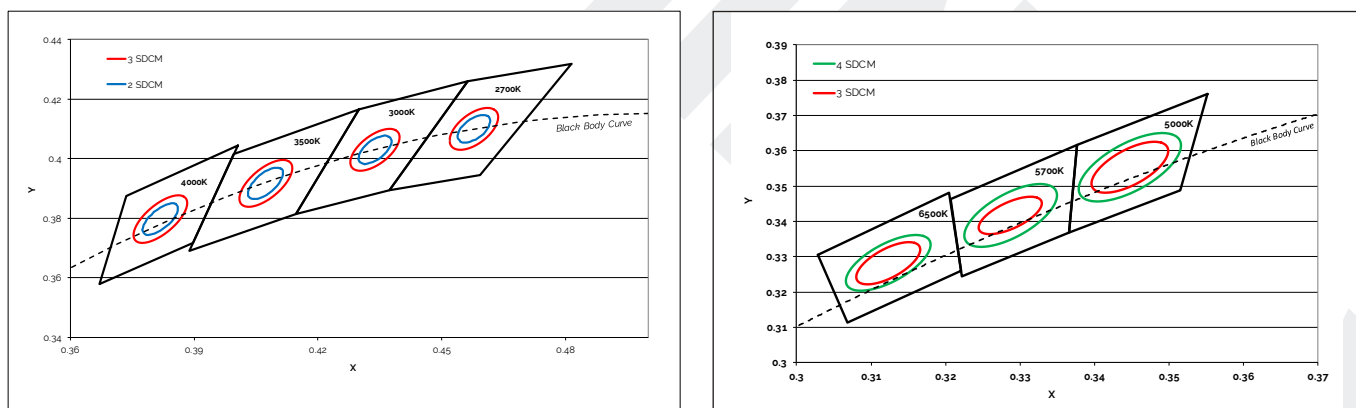 0.44
0.42
0.4
0.38
0.36
0.34
Y
3 SDCM
2 SDCM
2700K
3000K
3500K
4000K
Black Body Curve
0.36
0.39
0.42
0.45
0.48
X
0.39
0.38
0.37
0.36
0.35
0.34
0.33
0.32
0.31
0.3
Y
4 SDCM
3 SDCM
5000K
5700K
6500K
Black Body Curve
0.3
0.31
0.32
0.33
0.34
0.35
0.36
0.37
X